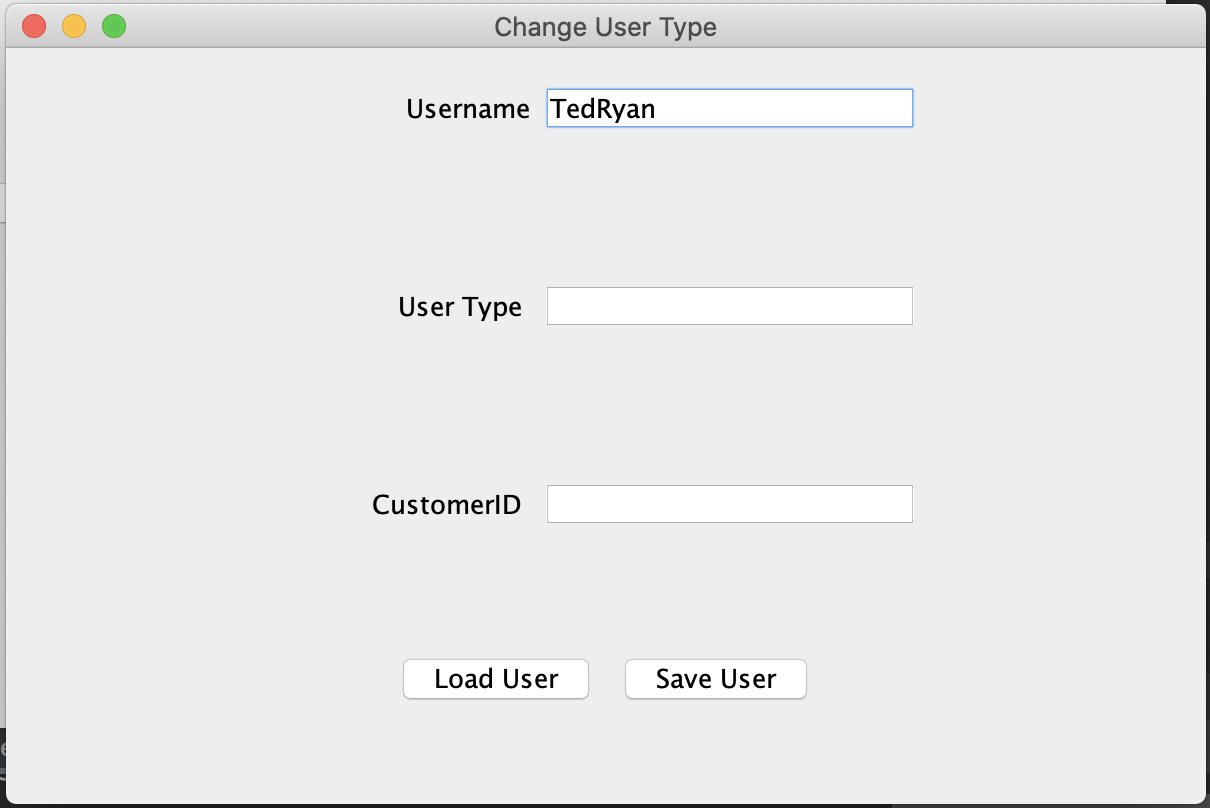 Change User Type
Username TedRyan
User Type
CustomerID
Load User Save User